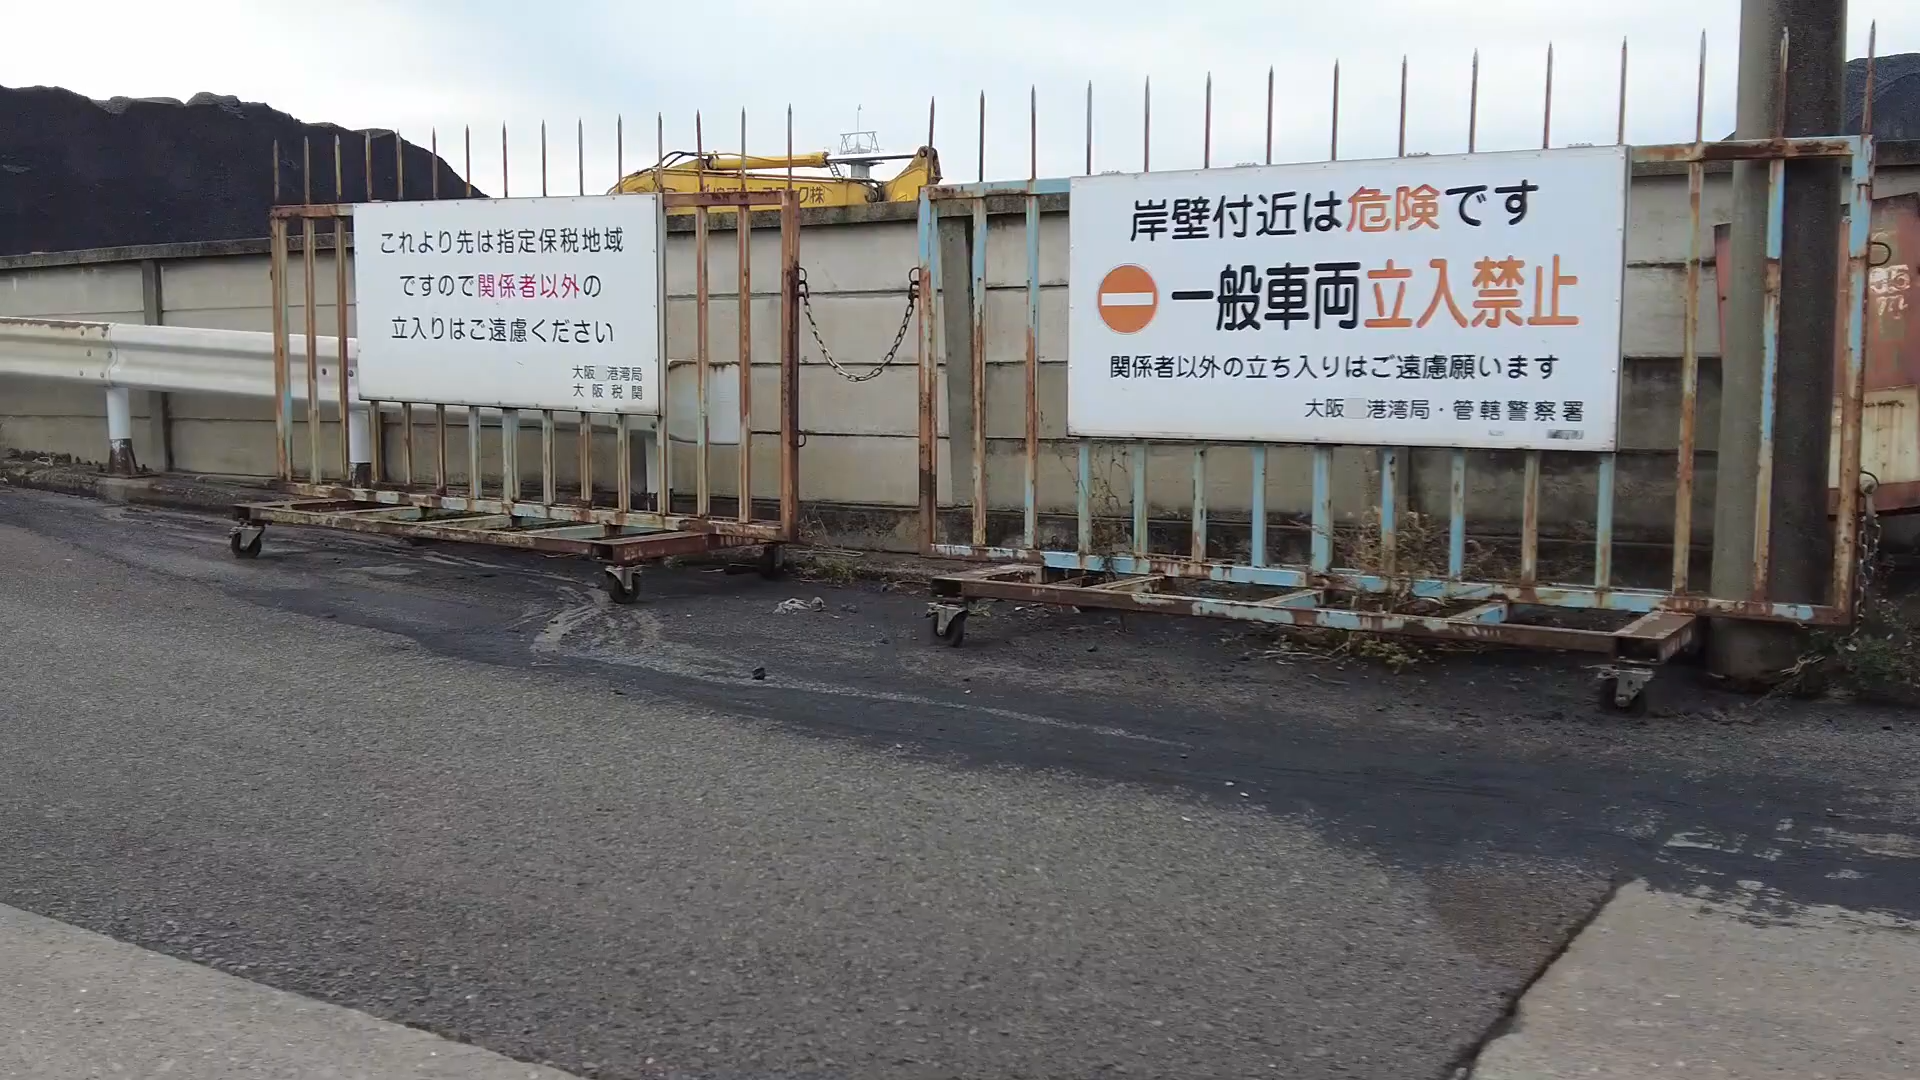 これより先は指定保税地域
ですので関係者以外の
立入りはご遠慮ください
大阪 港湾局
大阪税関
岸壁付近は危険です
一般車両立入禁止
関係者以外の立ち入りはご遠慮願います
大阪 港湾局・管轄警察署